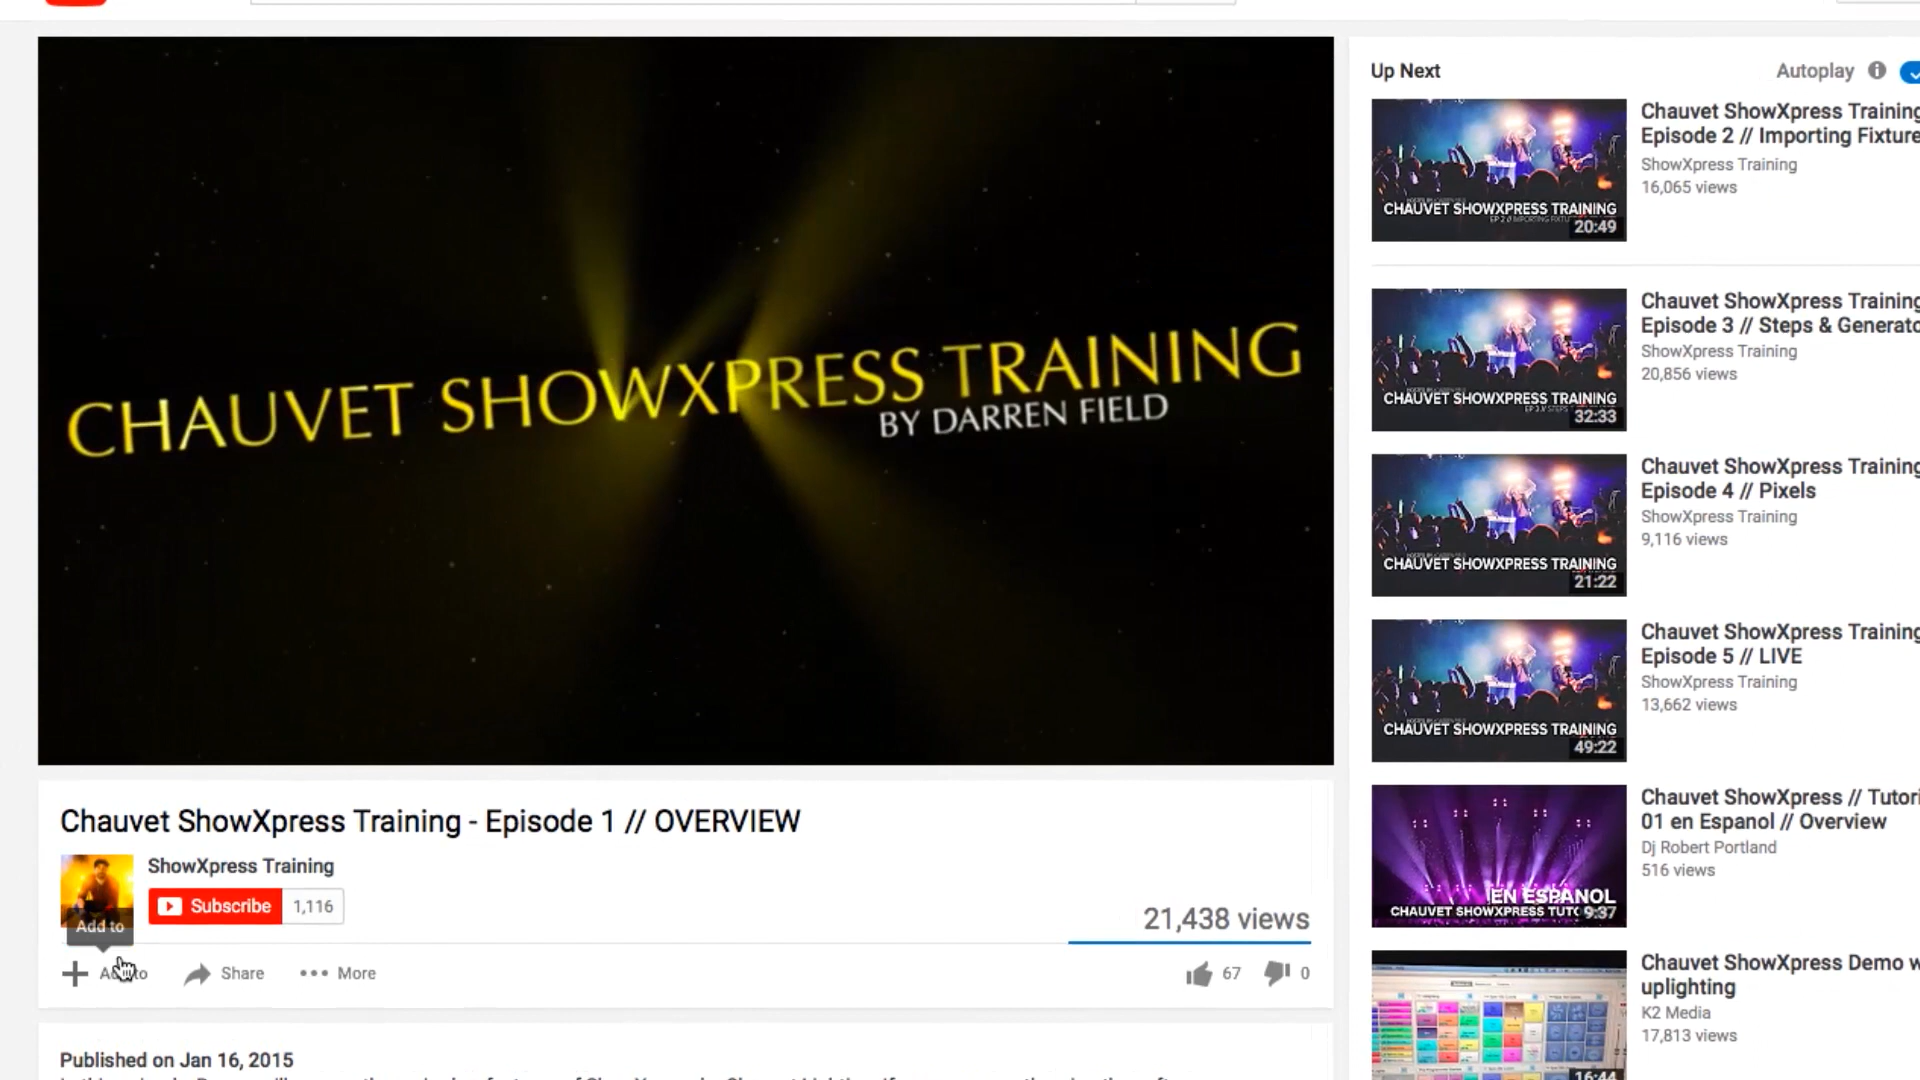 CHAUVET SHOWXPRESS TRAINING
BY DARREN FIELD
Chauvet ShowXpress Training - Episode 1 // OVERVIEW
ShowXpress Training
Subscribe 1,116
21,438 views
Add to
Share
More
67
0
Published on Jan 16, 2015
Up Next
Autoplay
Chauvet ShowXpress Training
Episode 2 // Importing Fixture
ShowXpress Training
16,065 views
CHAUVET SHOWXPRESS TRAINING
20:49
Chauvet ShowXpress Training
Episode 3 // Steps & Generato
ShowXpress Training
20,856 views
CHAUVET SHOWXPRESS TRAINING
32:33
Chauvet ShowXpress Training
Episode 4 // Pixels
ShowXpress Training
9,116 views
CHAUVET SHOWXPRESS TRAINING
21:22
Chauvet ShowXpress Training
Episode 5 // LIVE
ShowXpress Training
13,662 views
CHAUVET SHOWXPRESS TRAINING
49:22
Chauvet ShowXpress // Tutori
01 en Espanol // Overview
Dj Robert Portland
516 views
EN ESPANOL
CHAUVET SHOWXPRESS TUTO
9:37
Chauvet ShowXpress Demo w
uplighting
K2 Media
17,813 views
16:44